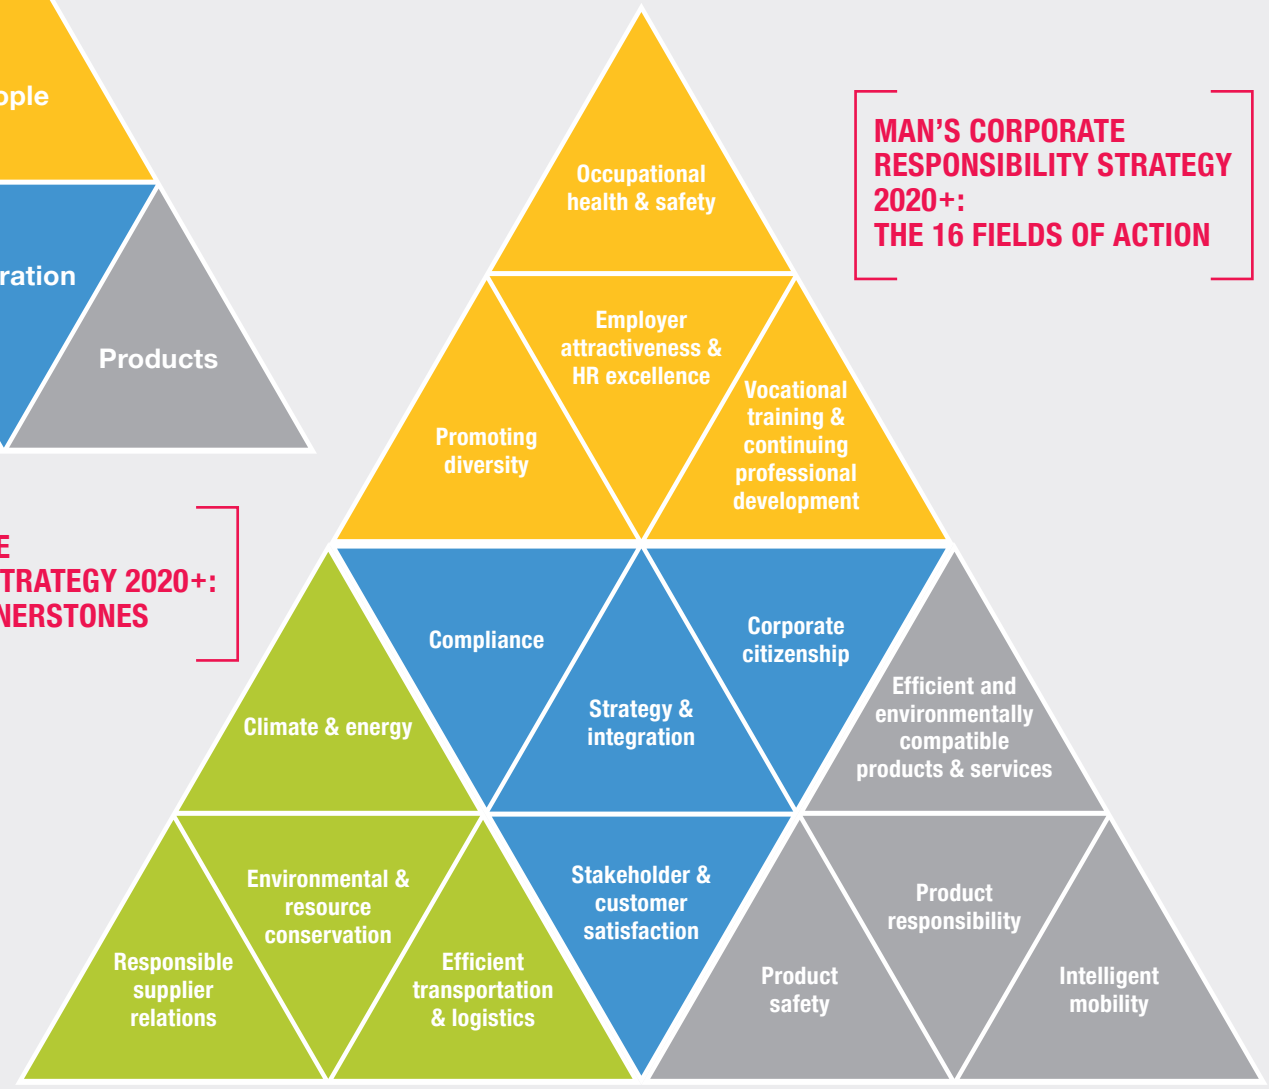 ople
ration
Products
E
TRATEGY 2020+:
NERSTONES
MAN'S CORPORATE
RESPONSIBILITY STRATEGY
2020+:
THE 16 FIELDS OF ACTION
Occupational
health & safety
Employer
attractiveness &
HR excellence
Promoting
diversity
Vocational
training &
continuing
professional
development
Compliance
Strategy &
integration
Corporate
citizenship
Climate & energy
Efficient and
environmentally
compatible
products & services
Responsible
supplier
relations
Environmental &
resource
conservation
Efficient
transportation
& logistics
Stakeholder &
customer
satisfaction
Product
safety
Product
responsibility
Intelligent
mobility